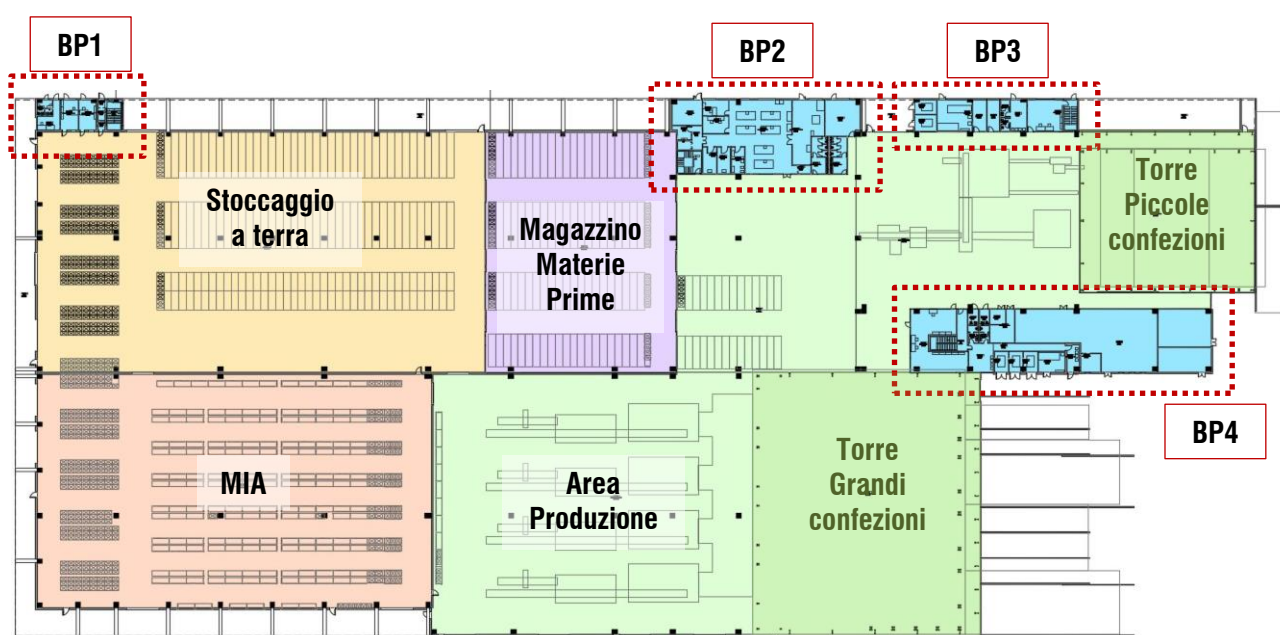 BP1
BP2
BP3
Stoccaggio
a terra
Magazzino
Materie
Prime
Torre
Piccole
confezioni
BP4
MIA
Area
Produzione
Torre
Grandi
confezioni